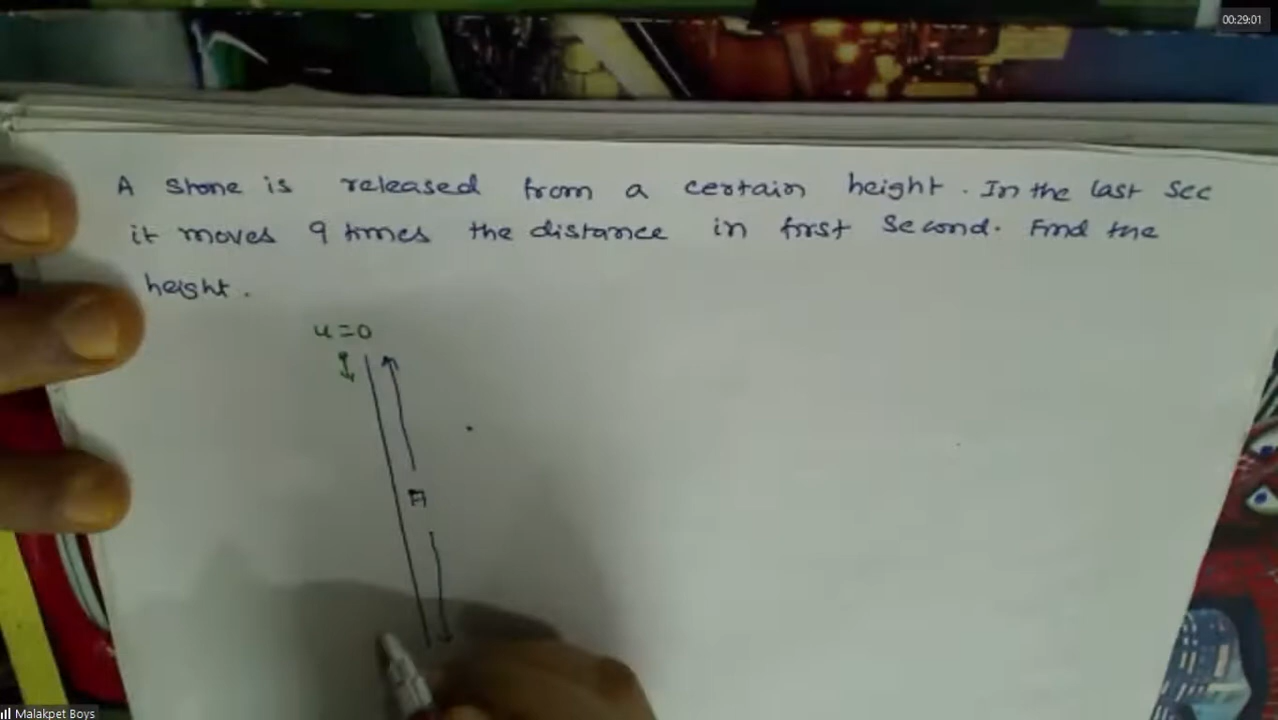 00:29:01
A stone is released from a certain height. In the last sec
it moves 9 times the distance in first second. Find the
height.
u=0
H
Malakpet Boys